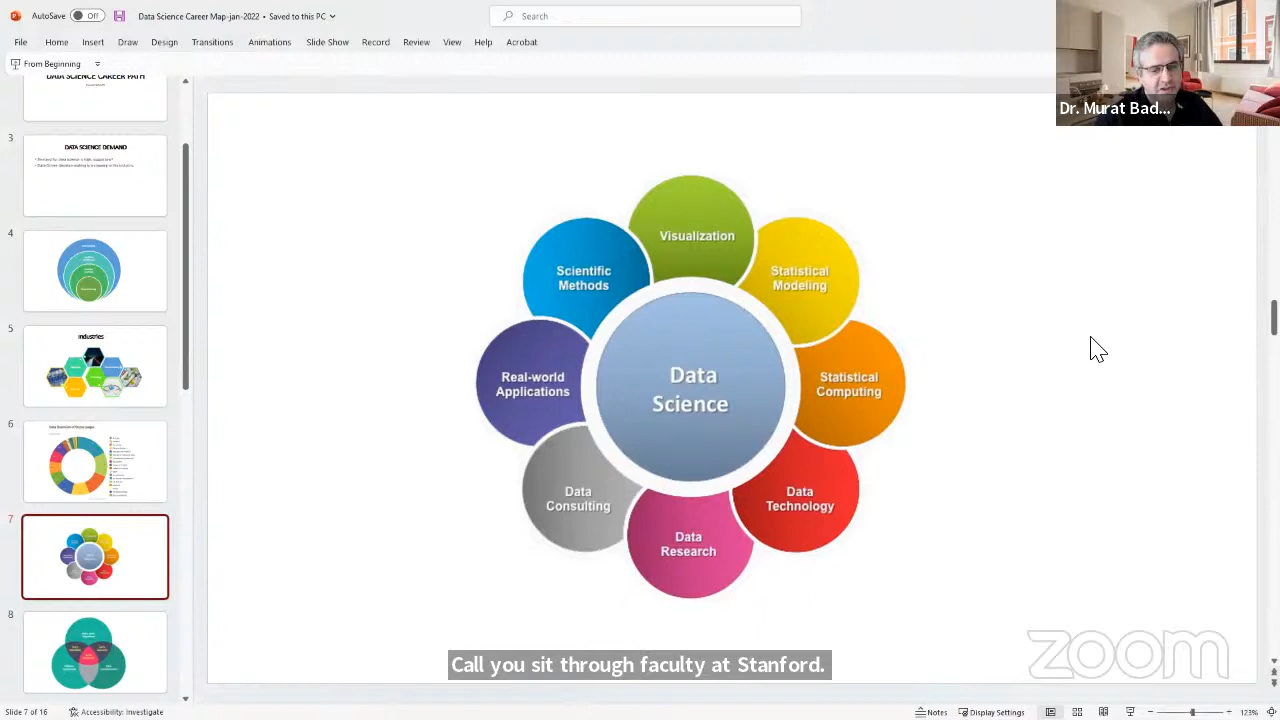 AutoSave
Off
Data Science Career Map-jan-2022 • Saved to this PC
Search
File
Home
Insert
Draw
Design
Transitions
Animations
Slide Show
Record
Review
View
Help
Acrobat
From Beginning
Dr. Murat Bad...
DATA SCIENCE CAREER PATH
3
DATA SCIENCE DEMAND
4
5
Industries
6
7
8
Visualization
Scientific
Methods
Statistical
Modeling
Real-world
Applications
Data
Science
Statistical
Computing
Data
Consulting
Data
Technology
Data
Research
Call you sit through faculty at Stanford.
zoom
Slide 7 of 16
Accessibility: Investigate
Notes
Display Settings
123%